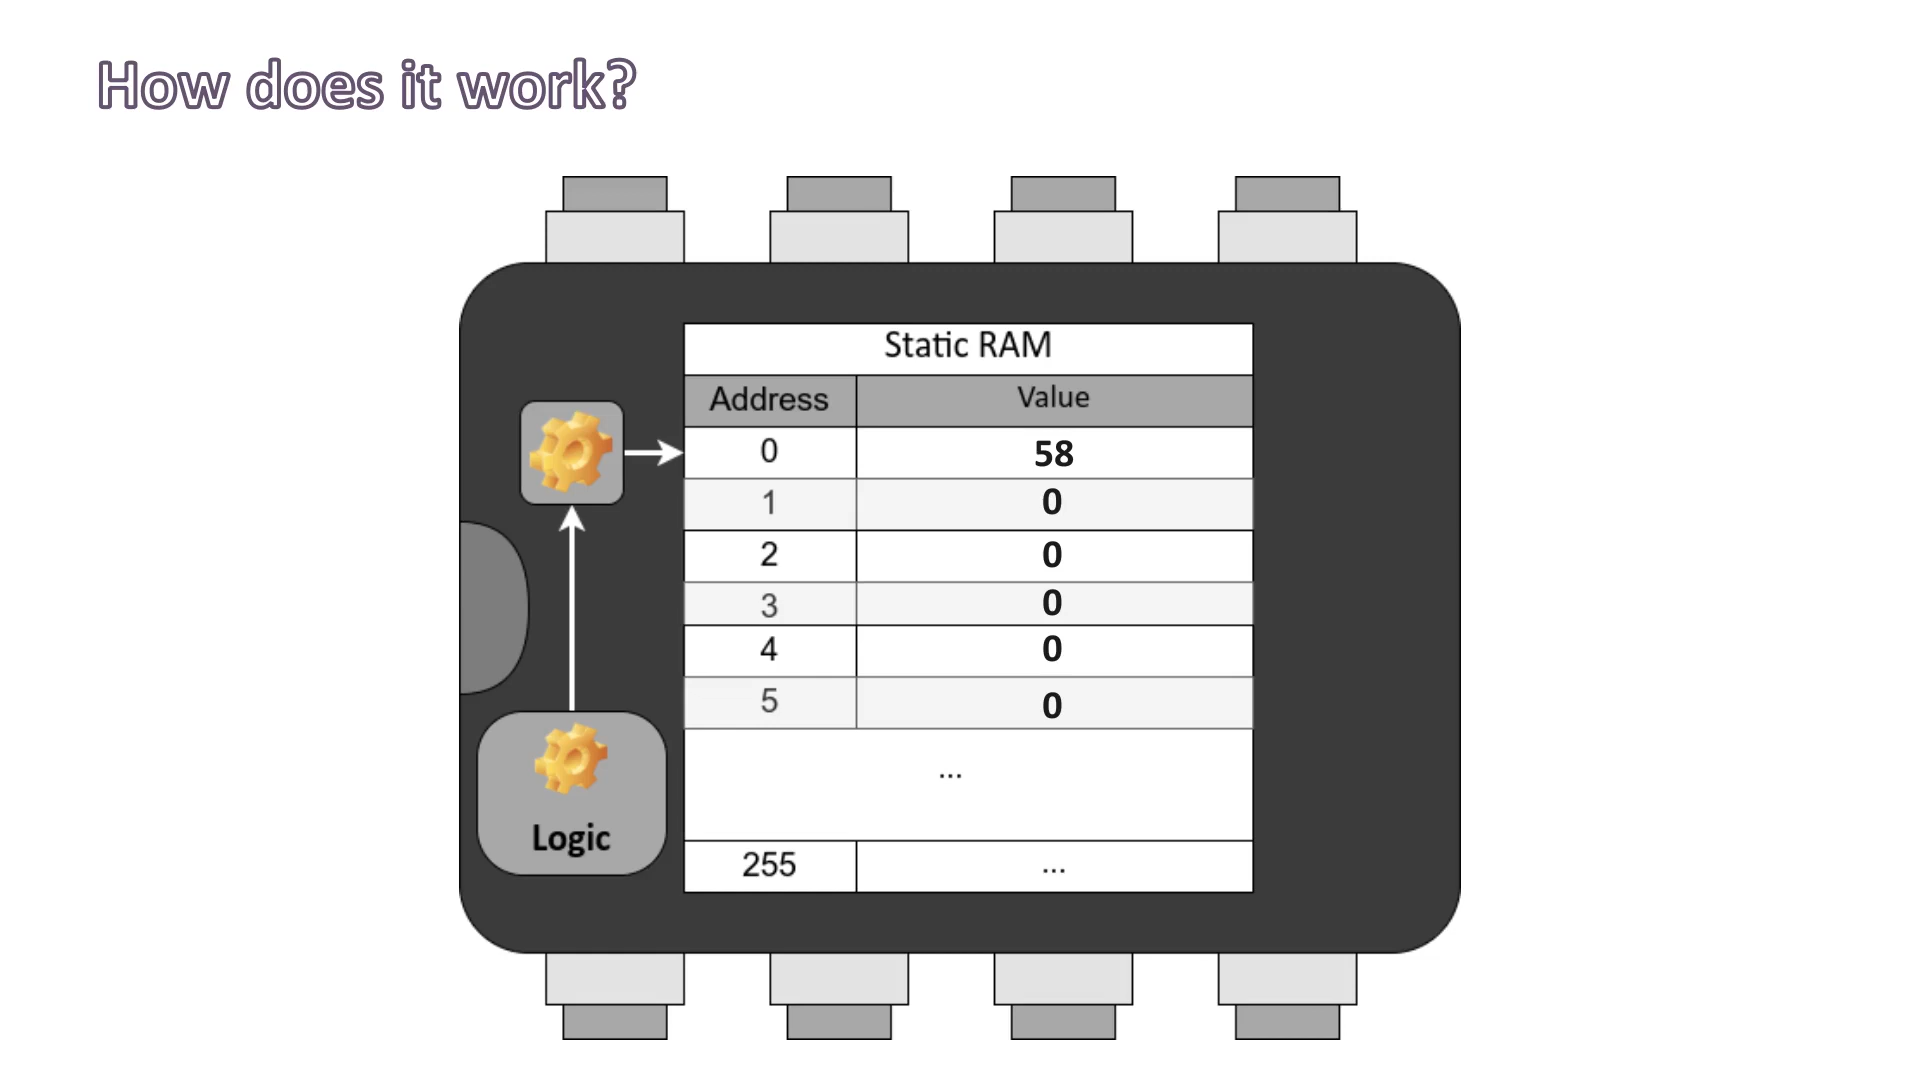 How does it work?
Static RAM
Address Value
0 58
1 0
2 0
3 0
4 0
5 0
...
255 ...
Logic